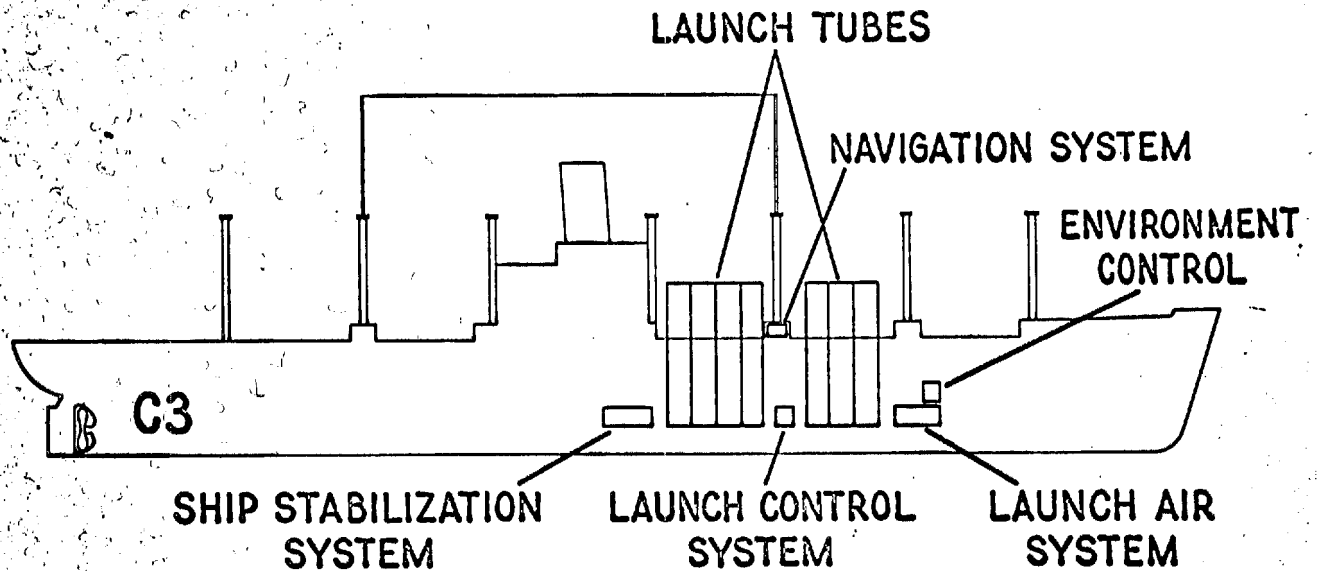 LAUNCH TUBES
NAVIGATION SYSTEM
ENVIRONMENT
CONTROL
C3
SHIP STABILIZATION
SYSTEM
LAUNCH CONTROL
SYSTEM
LAUNCH AIR
SYSTEM